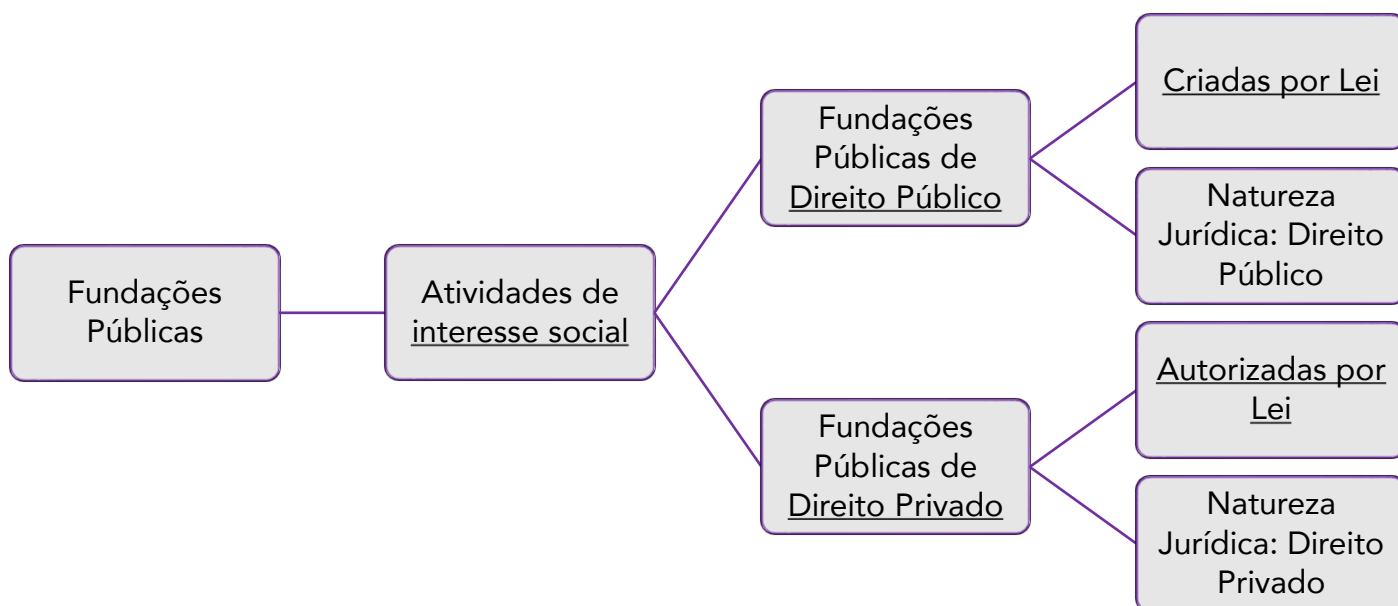 Fundações
Públicas
Atividades de
interesse social
Fundações
Públicas de
Direito Público
Criadas por Lei
Natureza
Jurídica: Direito
Público
Fundações
Públicas de
Direito Privado
Autorizadas por
Lei
Natureza
Jurídica: Direito
Privado